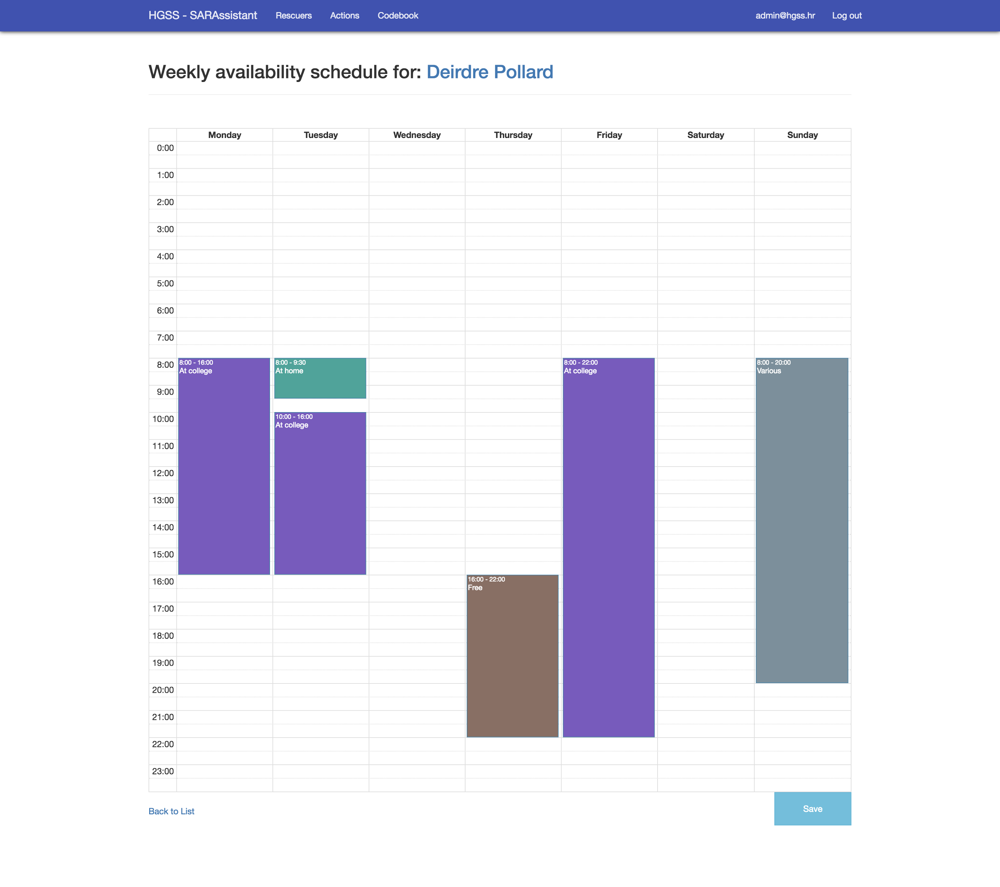 HGSS - SARAssistant Rescuers Actions Codebook admin@hgss.hr Log out
Weekly availability schedule for: Deirdre Pollard
Monday Tuesday Wednesday Thursday Friday Saturday Sunday
0:00
1:00
2:00
3:00
4:00
5:00
6:00
7:00
8:00
8:00 - 16:00
At college
8:00 - 9:30
At home
8:00 - 22:00
At college
8:00 - 20:00
Various
9:00
10:00
10:00 - 16:00
At college
11:00
12:00
13:00
14:00
15:00
16:00
16:00 - 22:00
Free
17:00
18:00
19:00
20:00
21:00
22:00
23:00
Back to List
Save